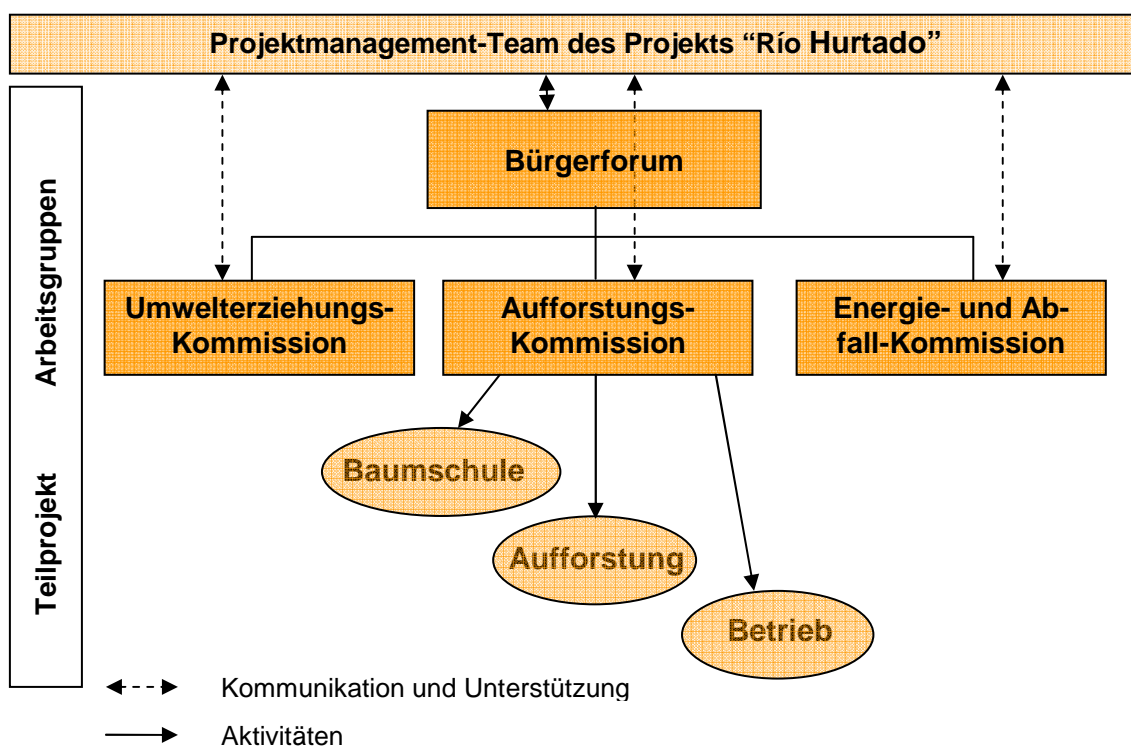 Projektmanagement-Team des Projekts “Río Hurtado”
Arbeitsgruppen
Teilprojekt
Bürgerforum
Umwelterziehungs-
Kommission
Aufforstungs-
Kommission
Energie- und Ab-
fall-Kommission
Baumschule
Aufforstung
Betrieb
Kommunikation und Unterstützung
Aktivitäten